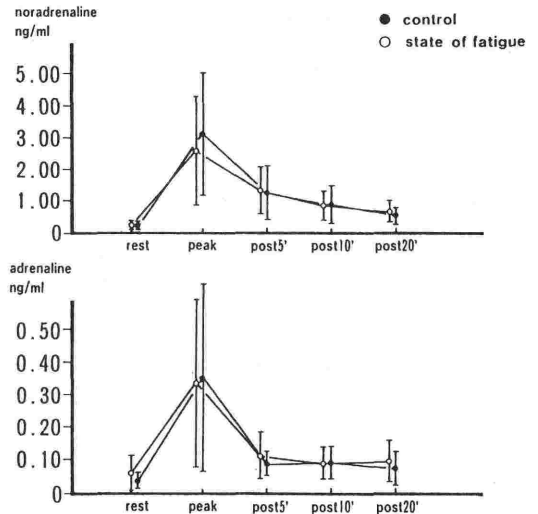 noradrenaline
ng/ml
● control
○ state of fatigue
5.00
4.00
3.00
2.00
1.00
0
rest peak post5' post10' post20'
adrenaline
ng/ml
0.50
0.40
0.30
0.20
0.10
0
rest peak post5' post10' post20'